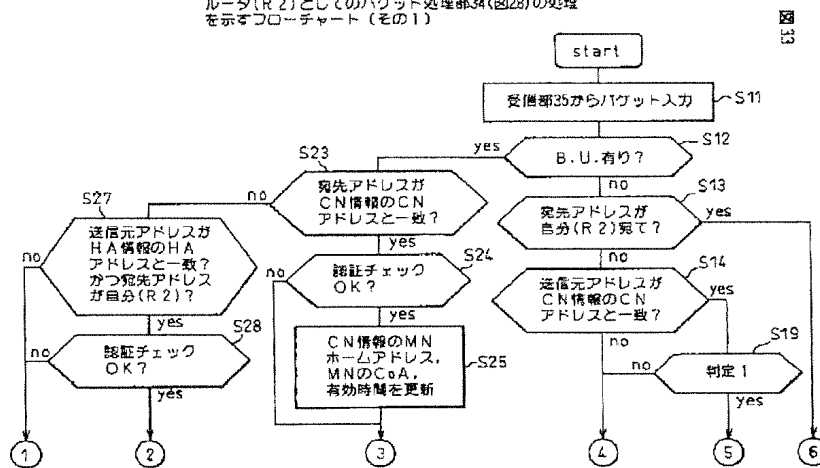 ルータ(R2)としてのパケット処理部34(図28)の処理
を示すフローチャート(その1)
図33
start
受信部35からパケット入力
S11
S12
B.U.有り?
yes
no
S23
宛先アドレスが
CN情報のCN
アドレスと一致?
no
yes
S13
宛先アドレスが
自分(R2)宛て?
yes
no
S27
送信元アドレスが
HA情報のHA
アドレスと一致?
かつ宛先アドレス
が自分(R2)?
no
yes
S24
認証チェック
OK?
no
yes
S14
送信元アドレスが
CN情報のCN
アドレスと一致?
yes
no
S28
認証チェック
OK?
no
yes
CN情報のMN
ホームアドレス,
MNのCoA,
有効時間を更新
S25
S19
判定1
no
yes
1
2
3
4
5
6